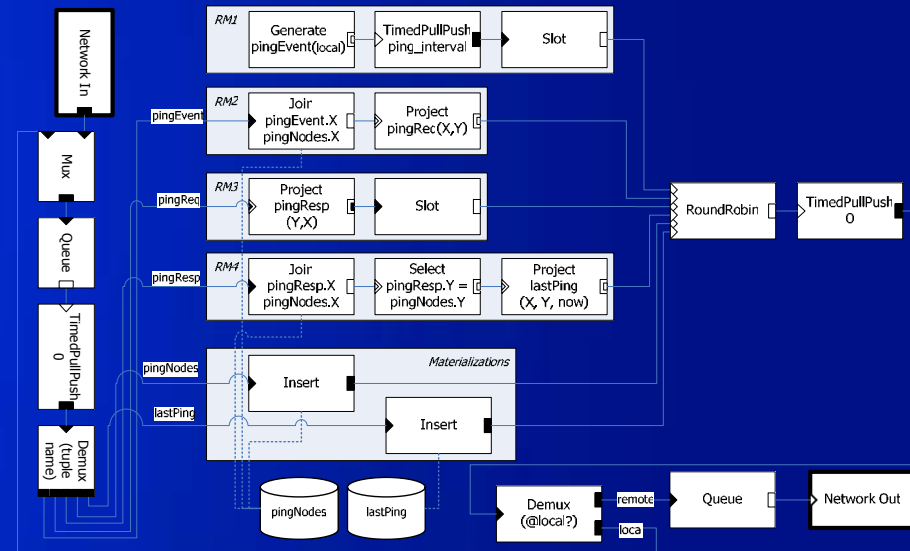 Network In
Mux
Queue
TimedPullPush
0
Demux
(tuple
name)
RM1
Generate
pingEvent(local)
TimedPullPush
ping_interval
Slot
RM2
pingEvent
Join
pingEvent.X
pingNodes.X
Project
pingReq(X,Y)
RM3
pingReq
Project
pingResp
(Y,X)
Slot
RM4
pingResp
Join
pingResp.X
pingNodes.X
Select
pingResp.Y =
pingNodes.Y
Project
lastPing
(X, Y, now)
RoundRobin
TimedPullPush
0
Materializations
pingNodes
Insert
lastPing
Insert
pingNodes
lastPing
Demux
(@local?)
remote
loca
Queue
Network Out